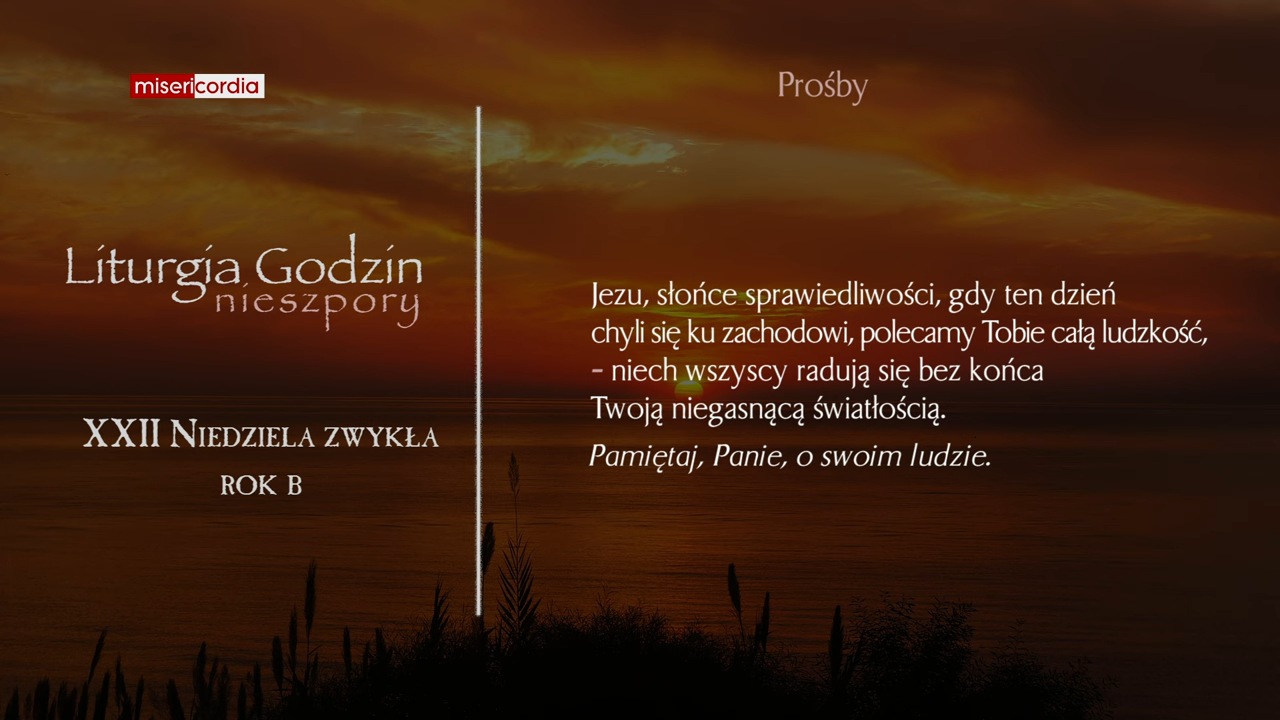 misericordia
Liturgia Godzin
nieszpory
XXII Niedziela zwykła
rok B
Prośby
Jezu, słońce sprawiedliwości, gdy ten dzień
chyli się ku zachodowi, polecamy Tobie całą ludzkość,
- niech wszyscy radują się bez końca
Twoją niegasnącą światłością.
Pamiętaj, Panie, o swoim ludzie.